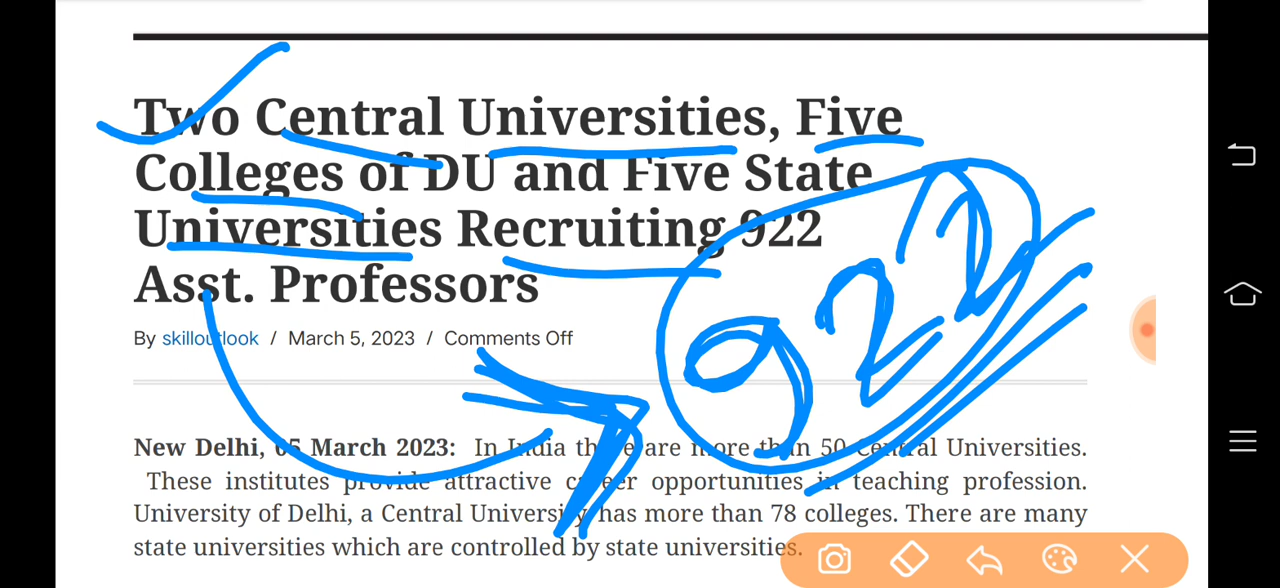 Two Central Universities, Five
Colleges of DU and Five State
Universities Recruiting 922
Asst. Professors
By skilloutlook / March 5, 2023 / Comments Off
922
New Delhi, 05 March 2023: In India there are more than 50 Central Universities.
These institutes provide attractive career opportunities in teaching profession.
University of Delhi, a Central University has more than 78 colleges. There are many
state universities which are controlled by state universities.